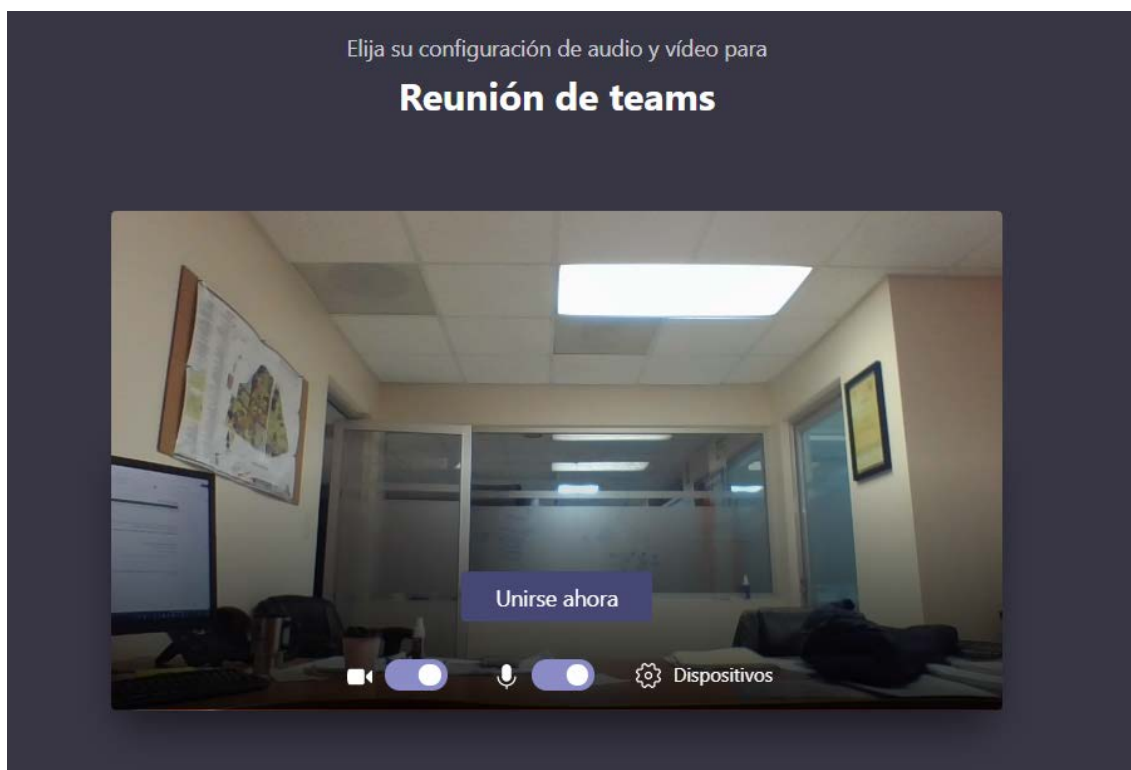 Elija su configuración de audio y vídeo para
Reunión de teams
Unirse ahora
Dispositivos